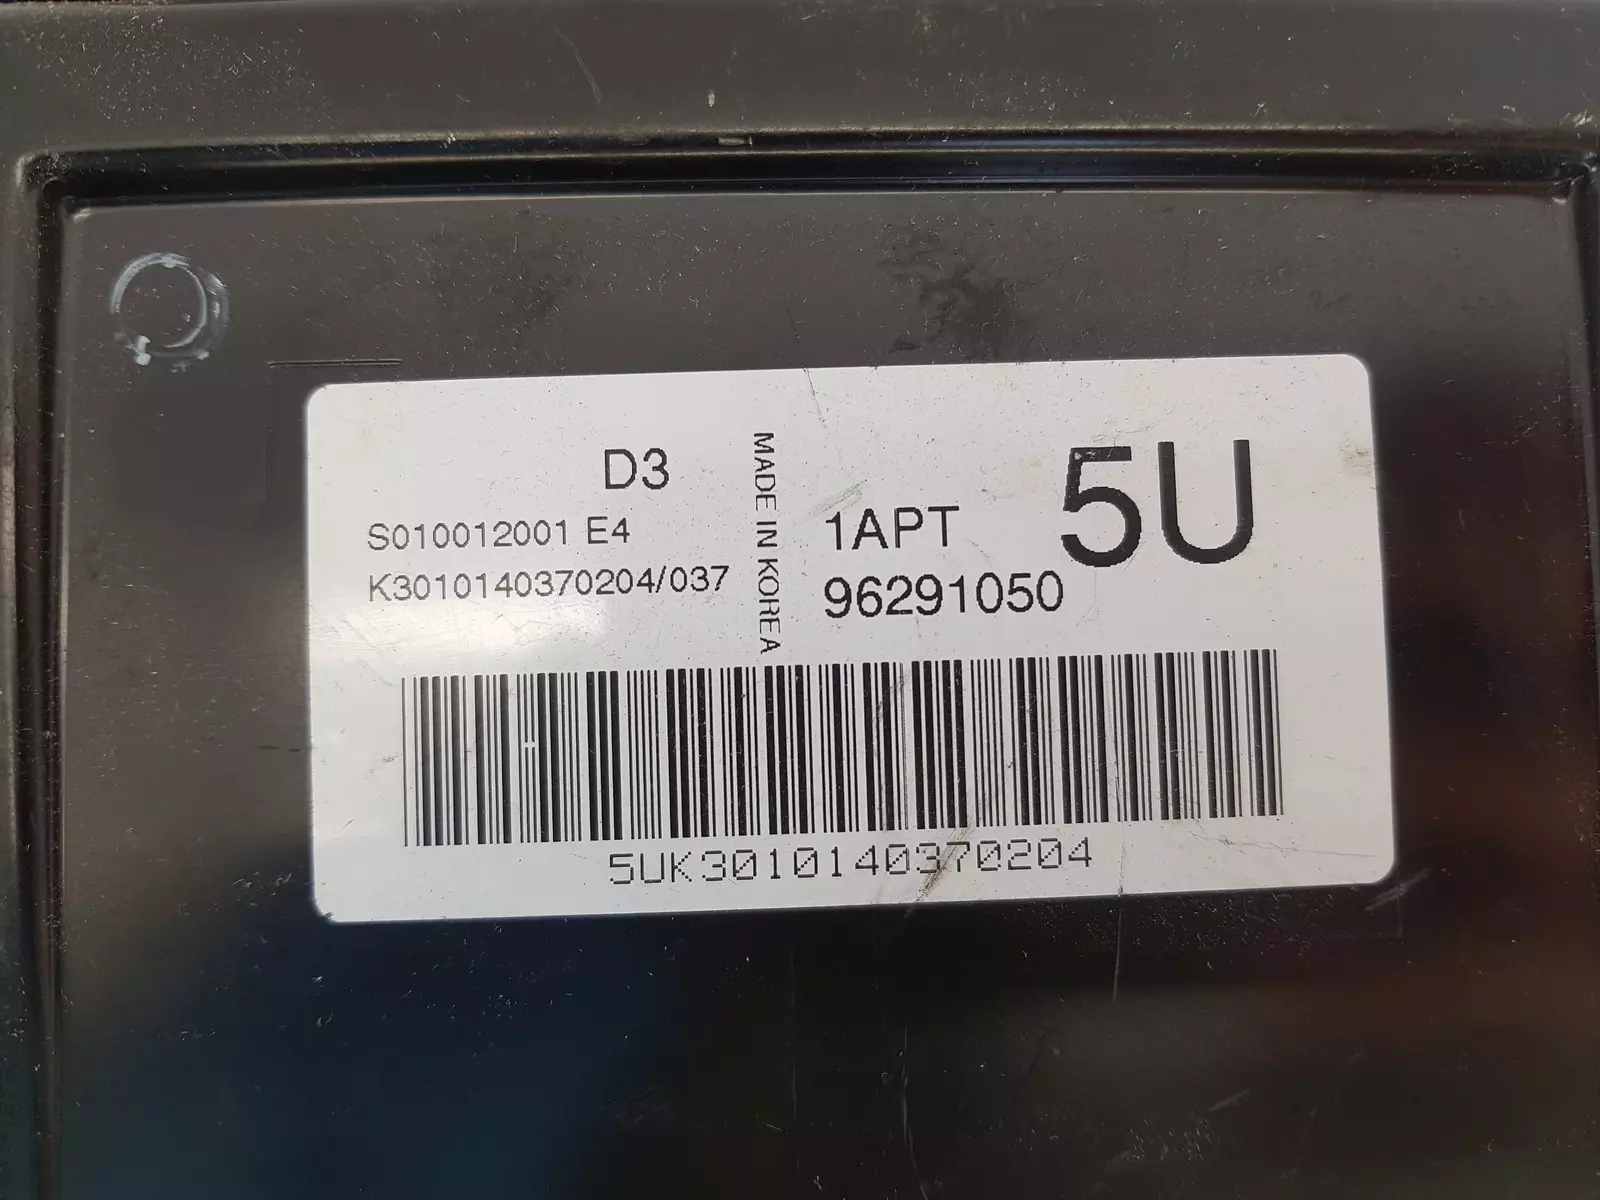 D3
S010012001 E4
K3010140370204/037
MADE IN KOREA
1APT
5U
96291050
5UK3010140370204